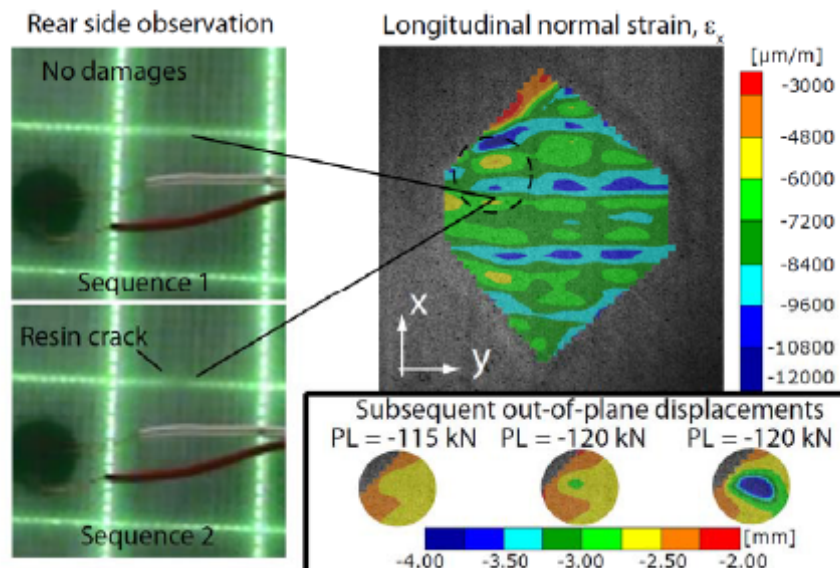 Rear side observation
No damages
Sequence 1
Resin crack
Sequence 2
Longitudinal normal strain, εx
[μm/m]
-3000
-4800
-6000
-7200
-8400
-9600
-10800
-12000
1
x
y
Subsequent out-of-plane displacements
PL = -115 kN PL = -120 kN PL = -120 kN
[mm]
-4.00 -3.50 -3.00 -2.50 -2.00